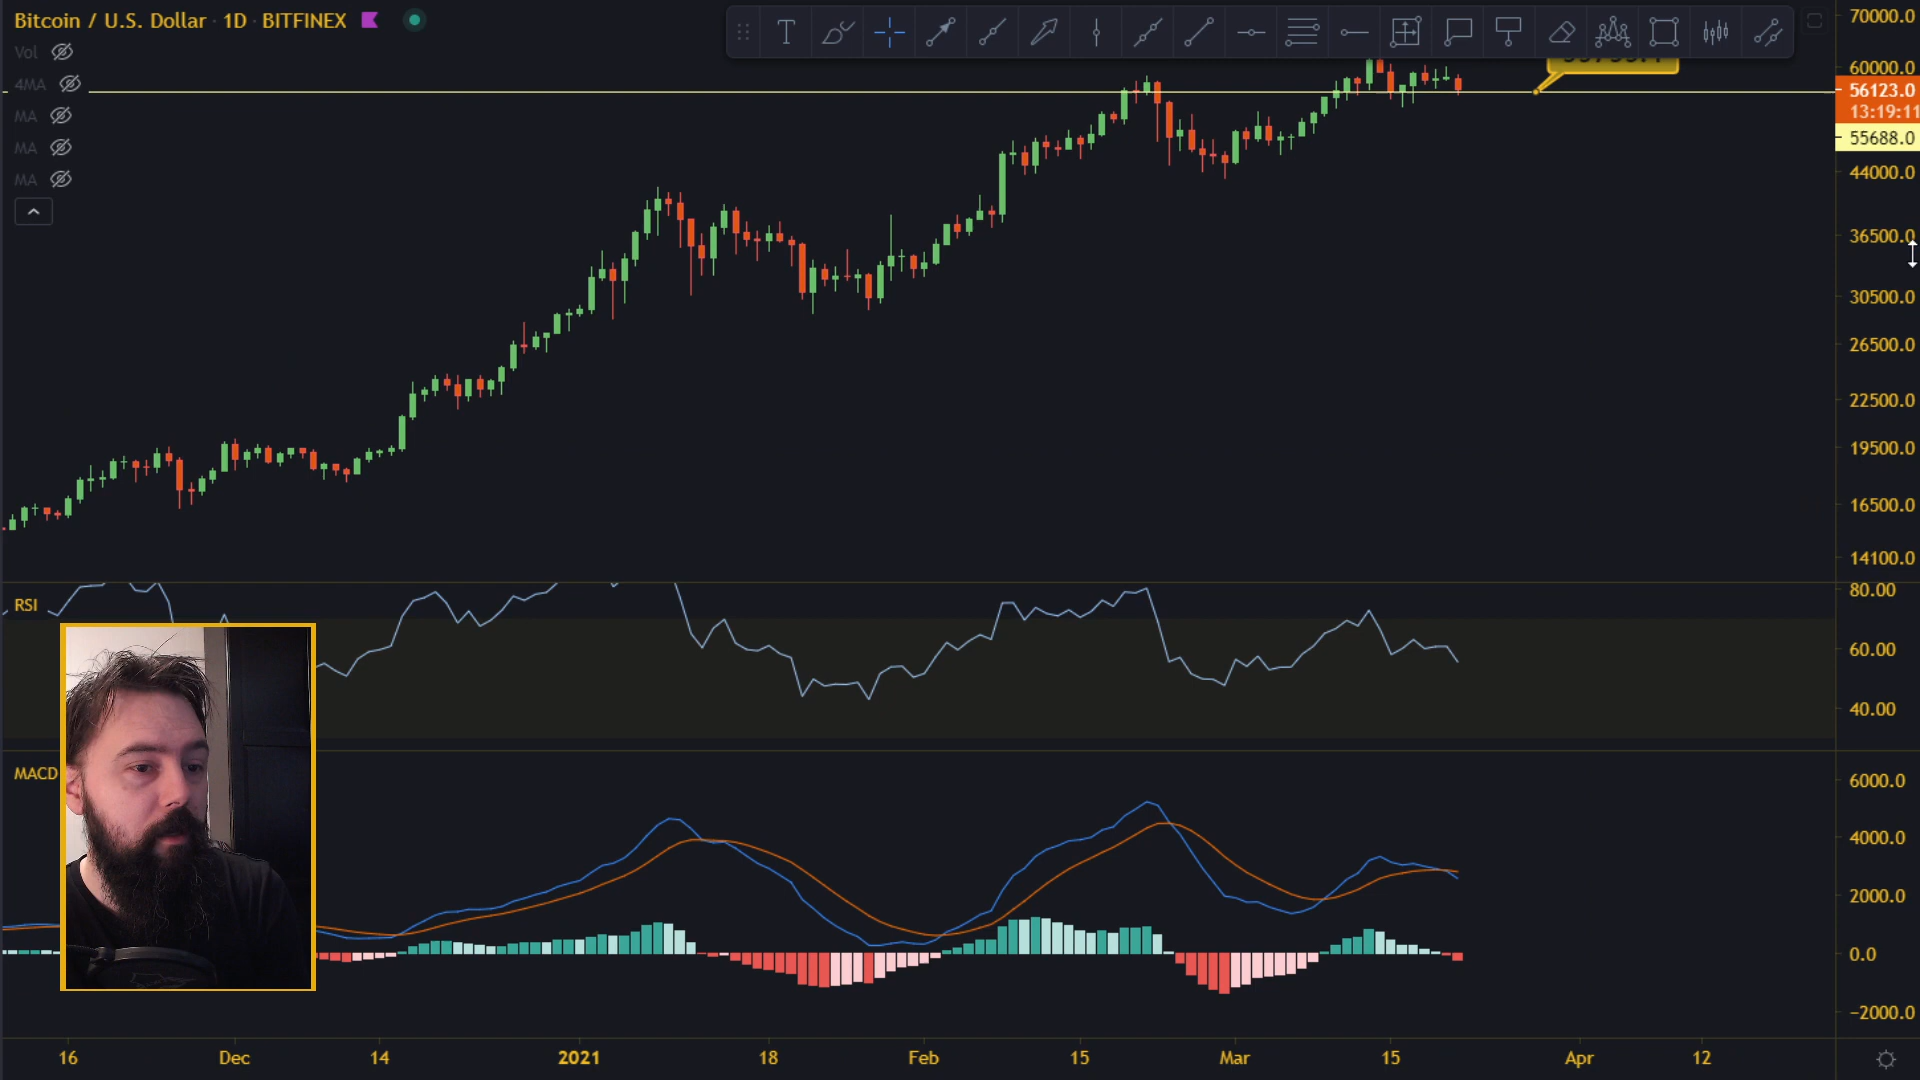 Bitcoin / U.S. Dollar · 1D · BITFINEX
Vol
4MA
MA
MA
MA
T
70000.0
60000.0
56123.0
13:19:11
55688.0
44000.0
36500.0
30500.0
26500.0
22500.0
19500.0
16500.0
14100.0
RSI
80.00
60.00
40.00
MACD
6000.0
4000.0
2000.0
0.0
−2000.0
16
Dec
14
2021
18
Feb
15
Mar
15
Apr
12